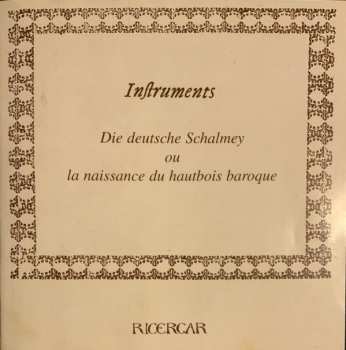 Inſtruments
Die deutsche Schalmey
ou
la naissance du hautbois baroque
RICERCAR